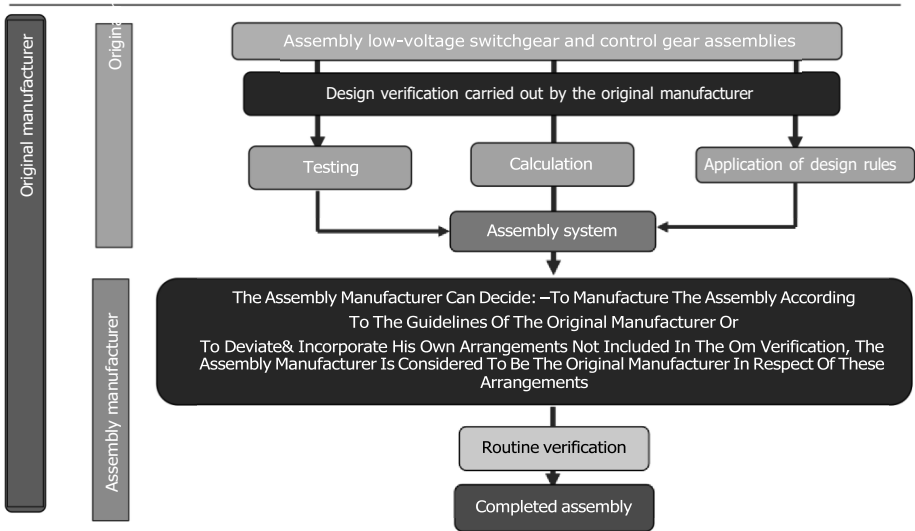 Original manufacturer
Assembly low-voltage switchgear and control gear assemblies
Design verification carried out by the original manufacturer
Testing
Calculation
Application of design rules
Assembly system
Assembly manufacturer
The Assembly Manufacturer Can Decide: –To Manufacture The Assembly According
To The Guidelines Of The Original Manufacturer Or
To Deviate& Incorporate His Own Arrangements Not Included In The Om Verification, The
Assembly Manufacturer Is Considered To Be The Original Manufacturer In Respect Of These
Arrangements
Routine verification
Completed assembly